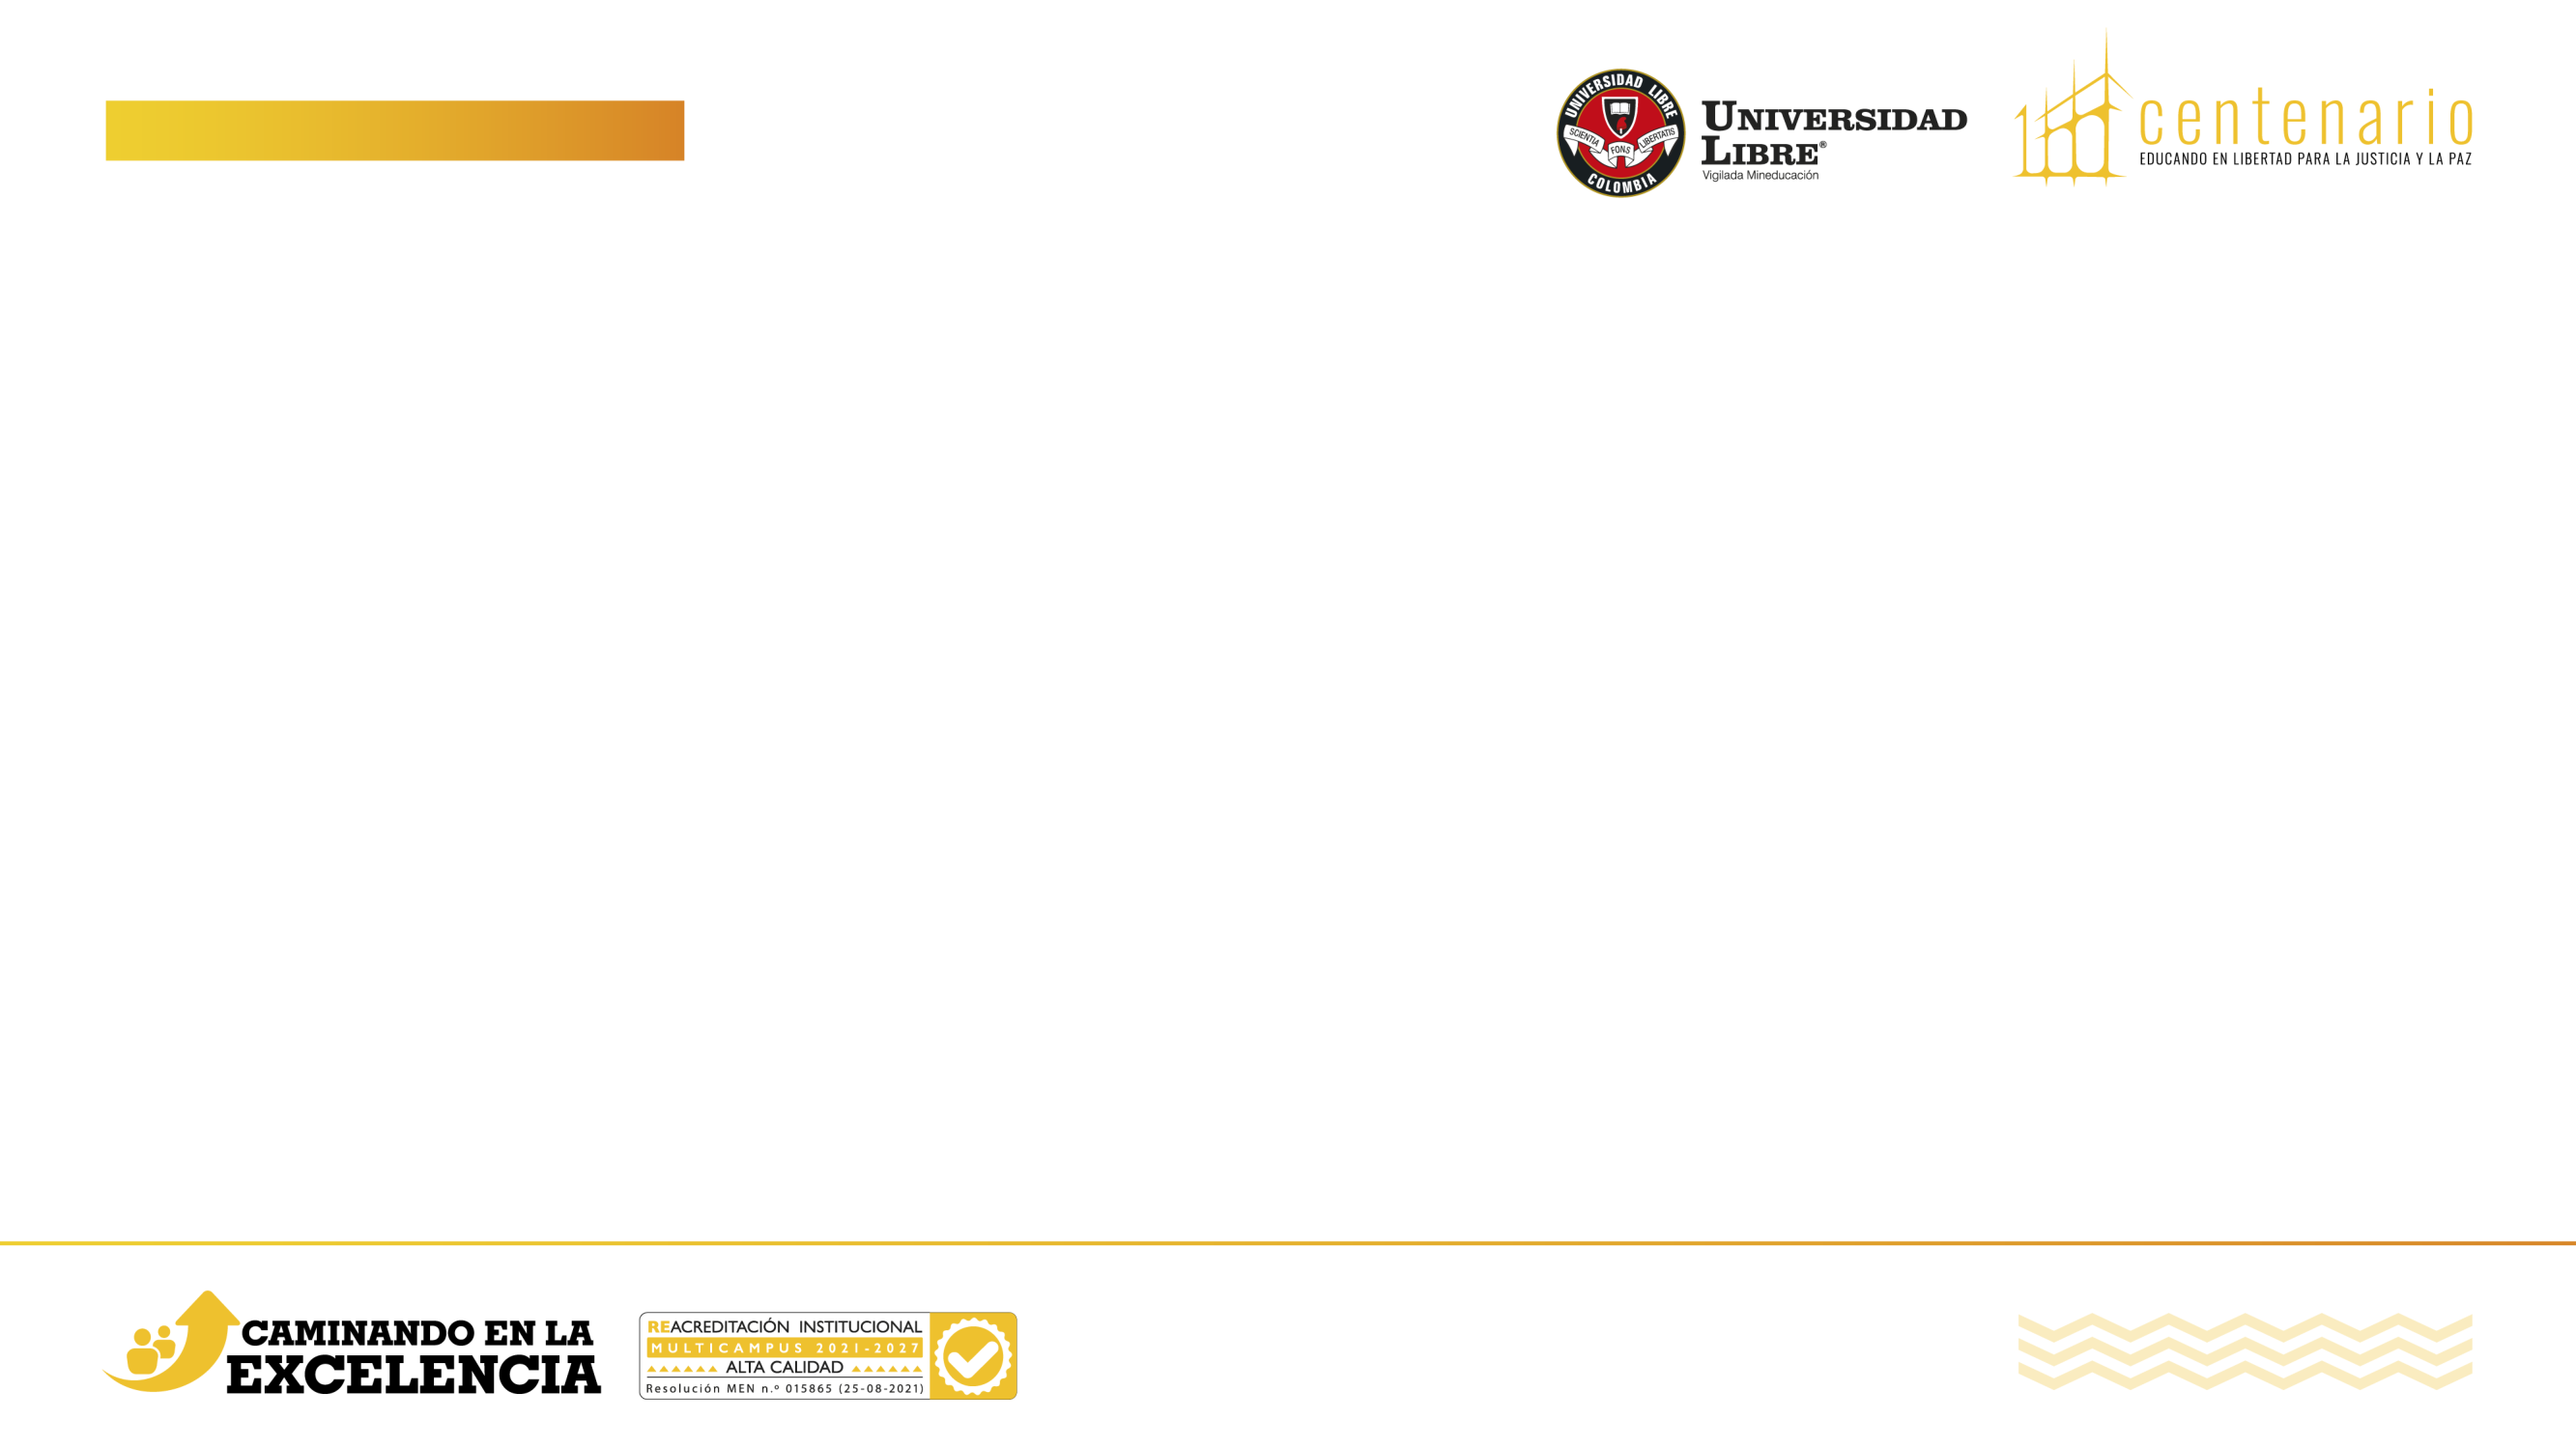 UNIVERSIDAD LIBRE
SCIENTIA FONS LIBERTATIS
COLOMBIA
UNIVERSIDAD
LIBRE®
Vigilada Mineducación
centenario
EDUCANDO EN LIBERTAD PARA LA JUSTICIA Y LA PAZ
CAMINANDO EN LA
EXCELENCIA
REACREDITACIÓN INSTITUCIONAL
MULTICAMPUS 2021-2027
ALTA CALIDAD
Resolución MEN n.º 015865 (25-08-2021)